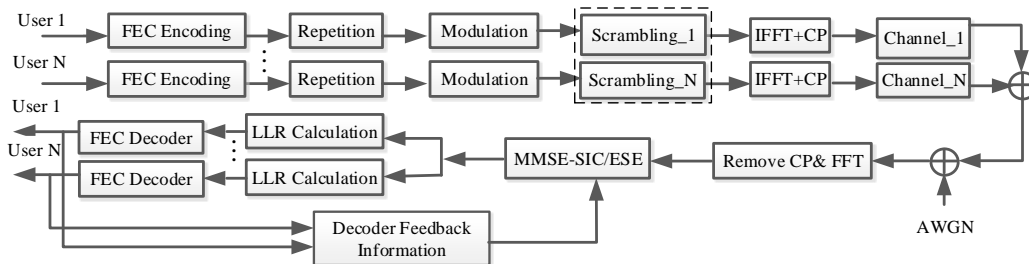 User 1
FEC Encoding
Repetition
Modulation
Scrambling_1
IFFT+CP
Channel_1
User N
FEC Encoding
Repetition
Modulation
Scrambling_N
IFFT+CP
Channel_N
User 1
FEC Decoder
LLR Calculation
User N
FEC Decoder
LLR Calculation
MMSE-SIC/ESE
Remove CP& FFT
AWGN
Decoder Feedback
Information